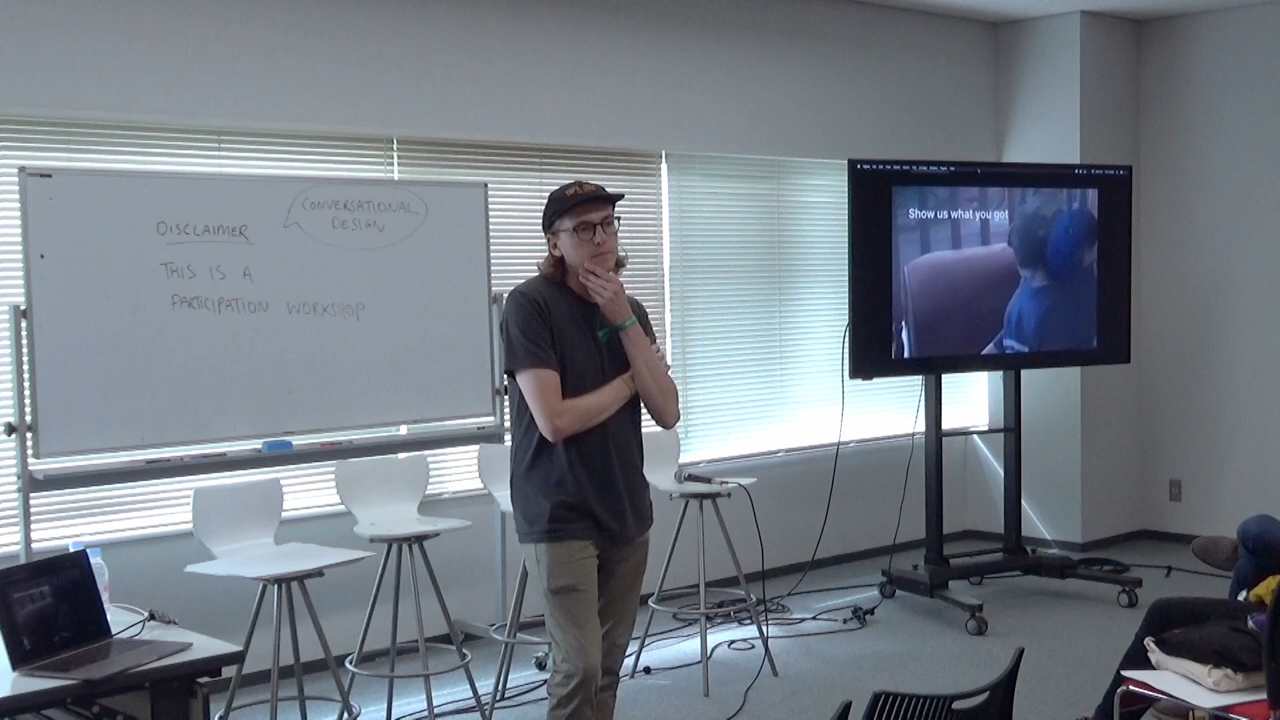 CONVERSATIONAL
DESIGN
DISCLAIMER
THIS IS A
PARTICIPATION WORKSHOP
Show us what you got